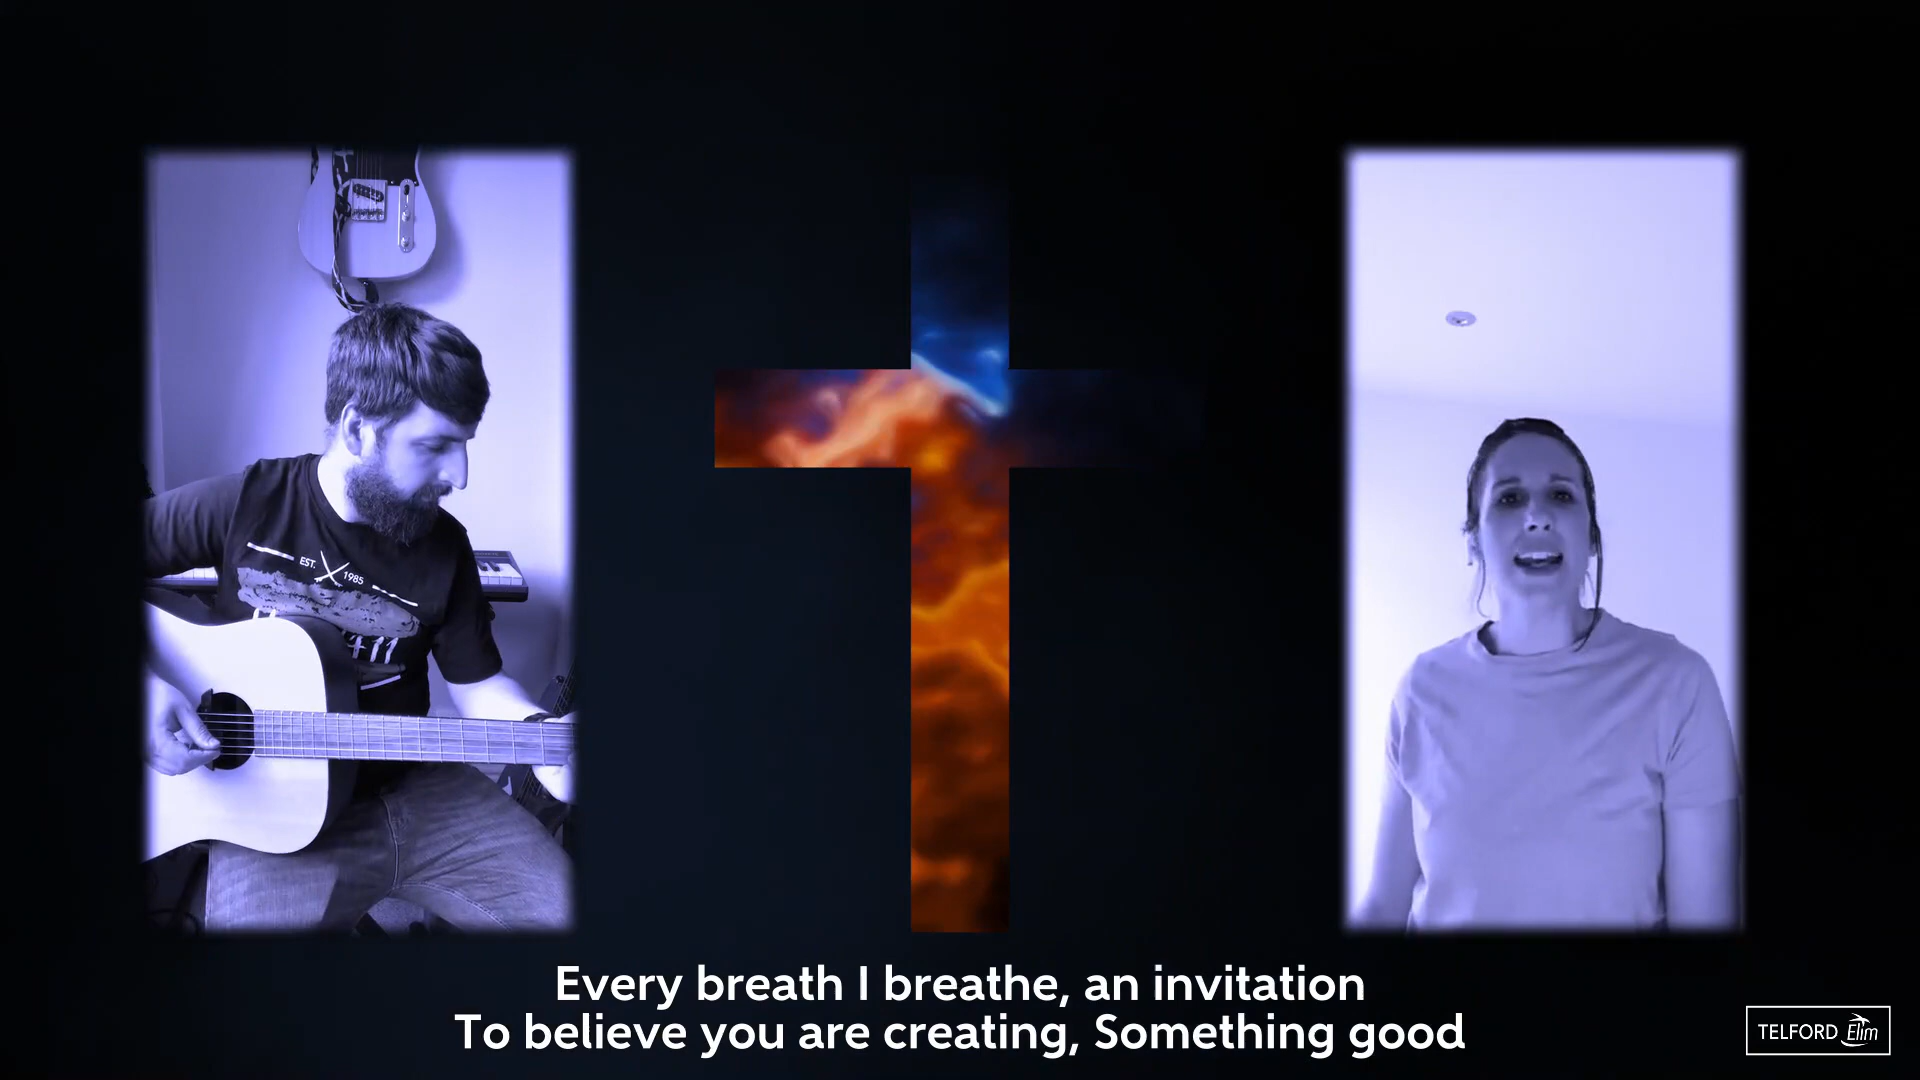 EST. 1985
Every breath I breathe, an invitation
To believe you are creating, Something good
TELFORD Elim